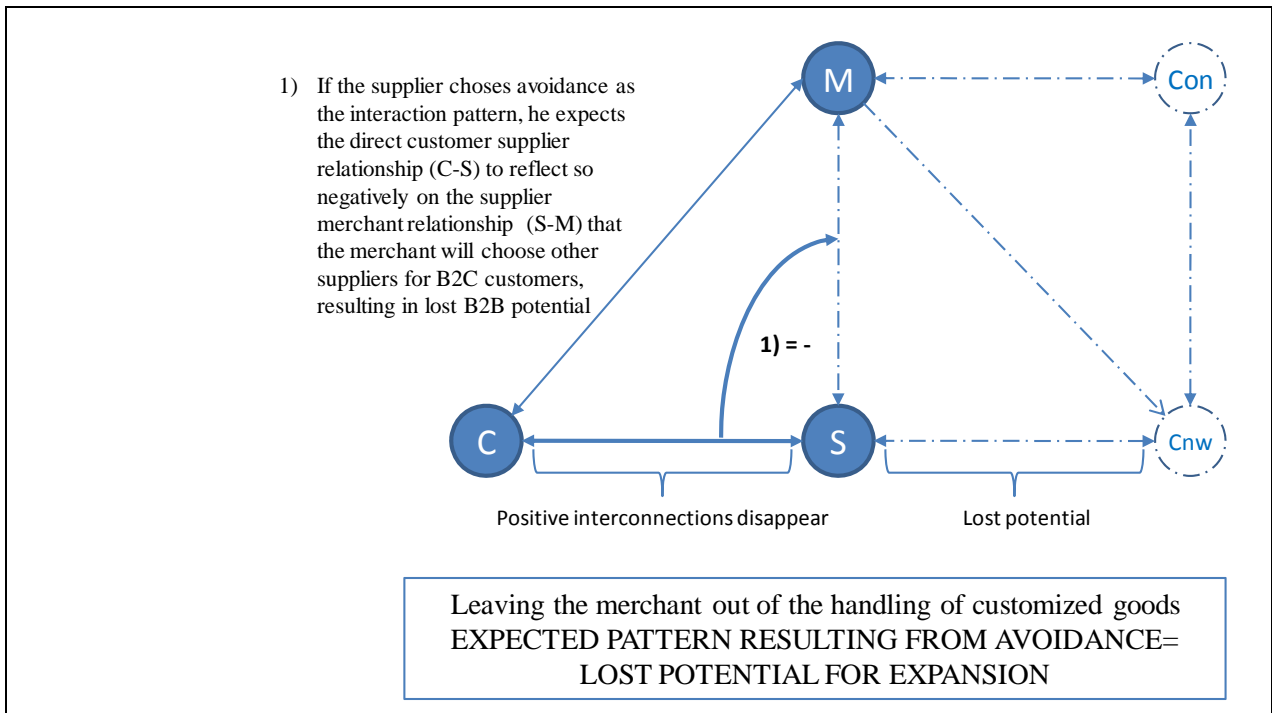 M
Con
1) If the supplier choses avoidance as
the interaction pattern, he expects
the direct customer supplier
relationship (C-S) to reflect so
negatively on the supplier
merchant relationship (S-M) that
the merchant will choose other
suppliers for B2C customers,
resulting in lost B2B potential
1) = -
C
S
Cnw
Positive interconnections disappear
Lost potential
Leaving the merchant out of the handling of customized goods
EXPECTED PATTERN RESULTING FROM AVOIDANCE=
LOST POTENTIAL FOR EXPANSION